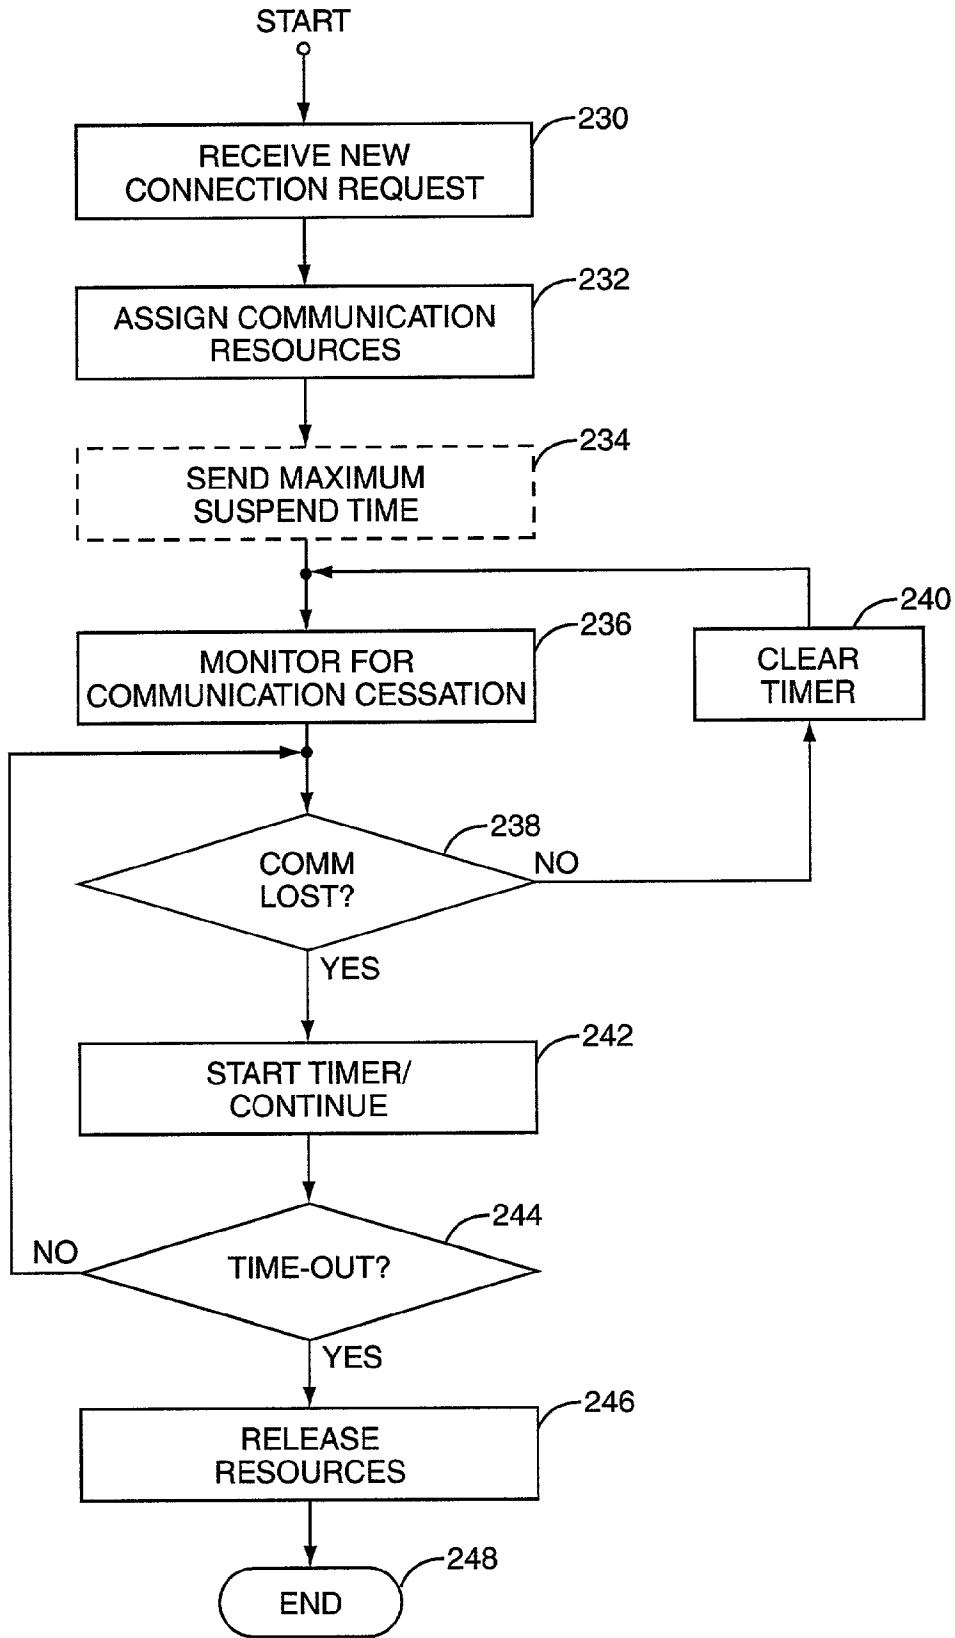 START
230
RECEIVE NEW
CONNECTION REQUEST
232
ASSIGN COMMUNICATION
RESOURCES
234
SEND MAXIMUM
SUSPEND TIME
236
MONITOR FOR
COMMUNICATION CESSATION
240
CLEAR
TIMER
238
COMM
LOST?
NO
YES
242
START TIMER/
CONTINUE
244
TIME-OUT?
NO
YES
246
RELEASE
RESOURCES
248
END